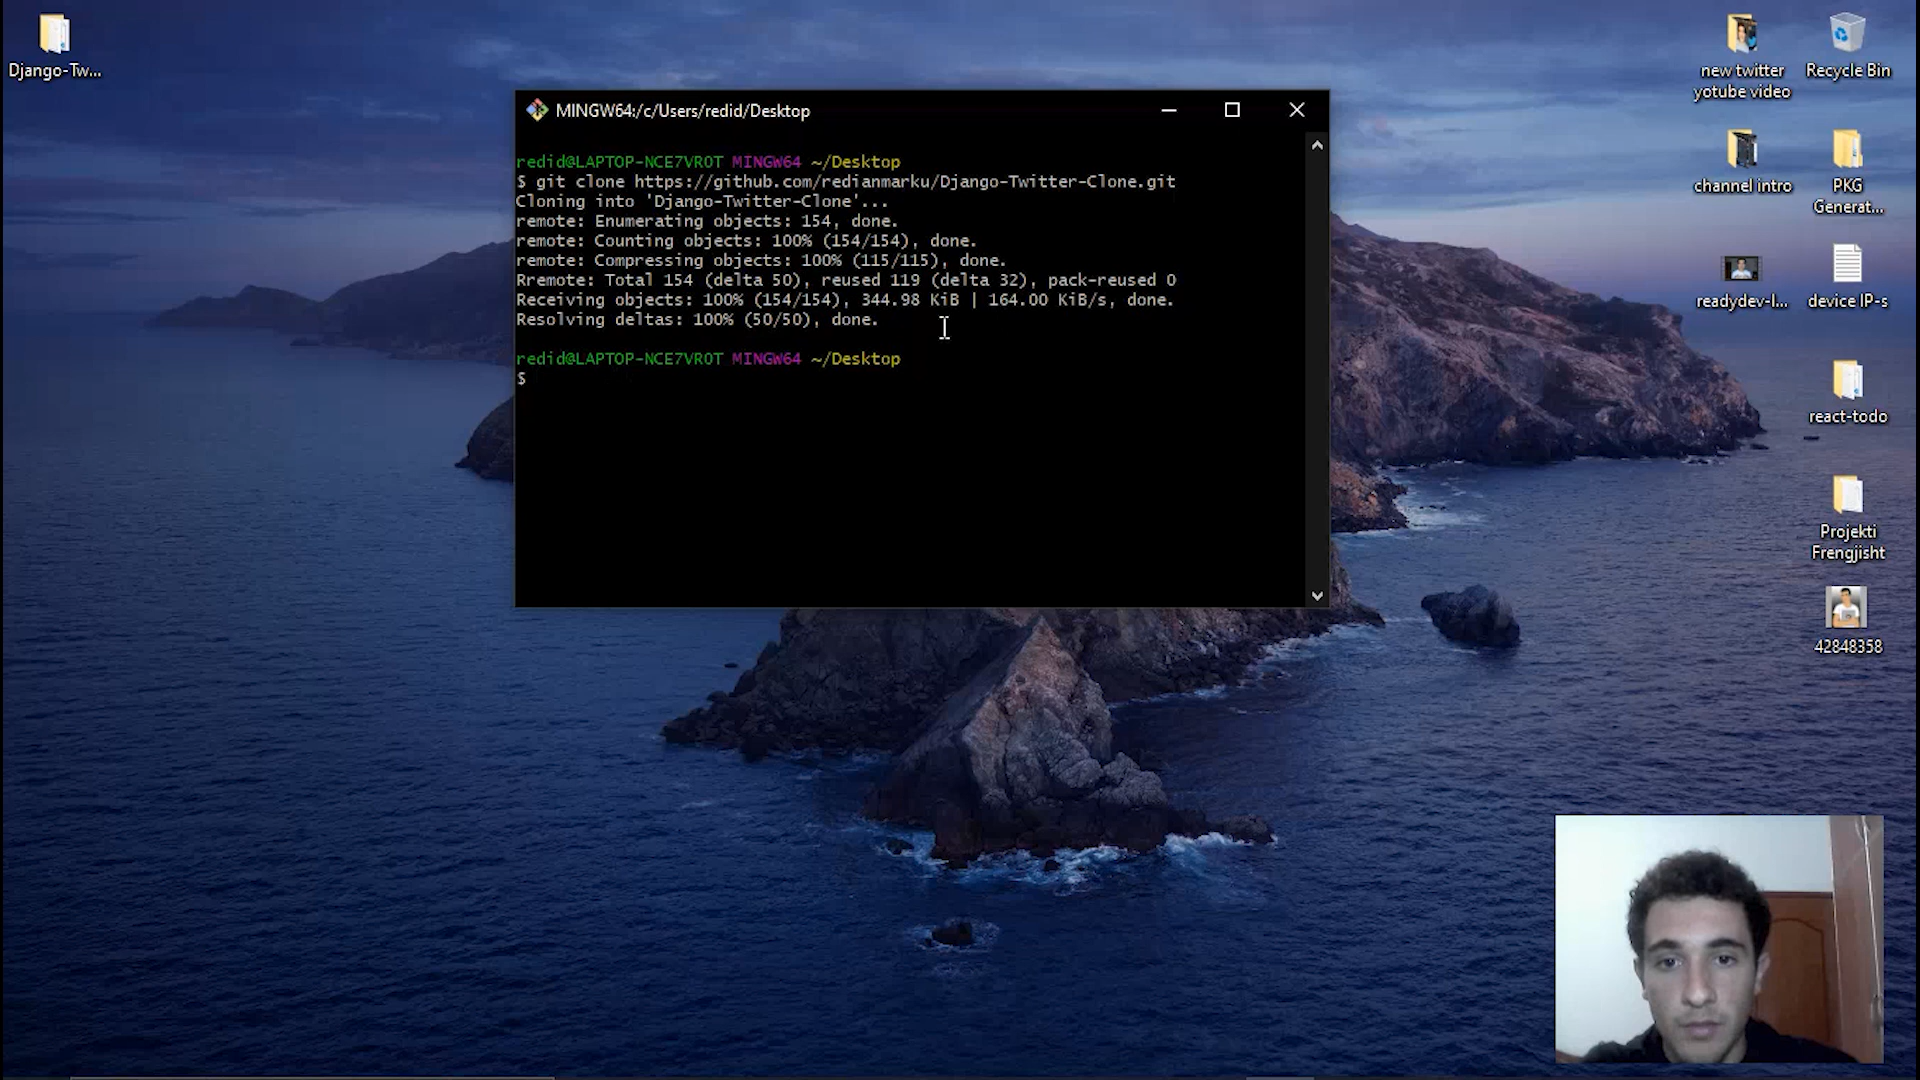 Django-Tw...
new twitter
yotube video
Recycle Bin
MINGW64:/c/Users/redid/Desktop
redid@LAPTOP-NCE7VR0T MINGW64 ~/Desktop
$ git clone https://github.com/redianmarku/Django-Twitter-Clone.git
Cloning into 'Django-Twitter-Clone'...
remote: Enumerating objects: 154, done.
remote: Counting objects: 100% (154/154), done.
remote: Compressing objects: 100% (115/115), done.
Rremote: Total 154 (delta 50), reused 119 (delta 32), pack-reused 0
Receiving objects: 100% (154/154), 344.98 KiB | 164.00 KiB/s, done.
Resolving deltas: 100% (50/50), done.
redid@LAPTOP-NCE7VR0T MINGW64 ~/Desktop
$
channel intro
PKG
Generat...
readydev-l...
device IP-s
react-todo
Projekti
Frengjisht
42848358